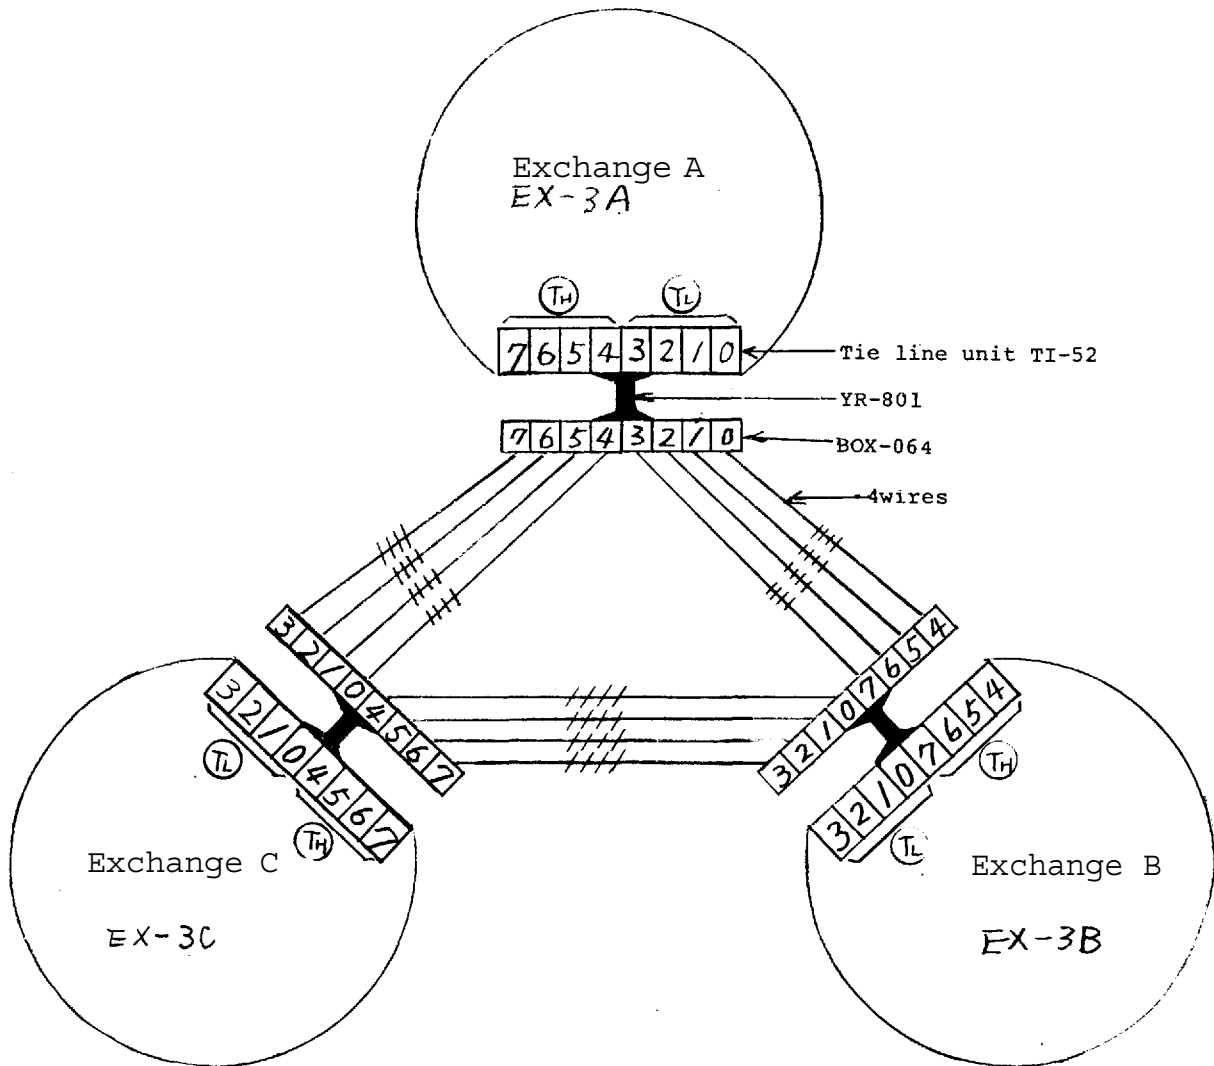 Exchange A
EX-3A
TH TL
7 6 5 4 3 2 1 0
Tie line unit TI-52
YR-801
7 6 5 4 3 2 1 0
BOX-064
4wires
3 2 1 0 4 5 6 7
3 2 1 0 7 6 5 4
3 2 1 0 4 5 6 7
3 2 1 0 7 6 5 4
TL
TH
TH
TL
Exchange C
Exchange B
EX-3C
EX-3B